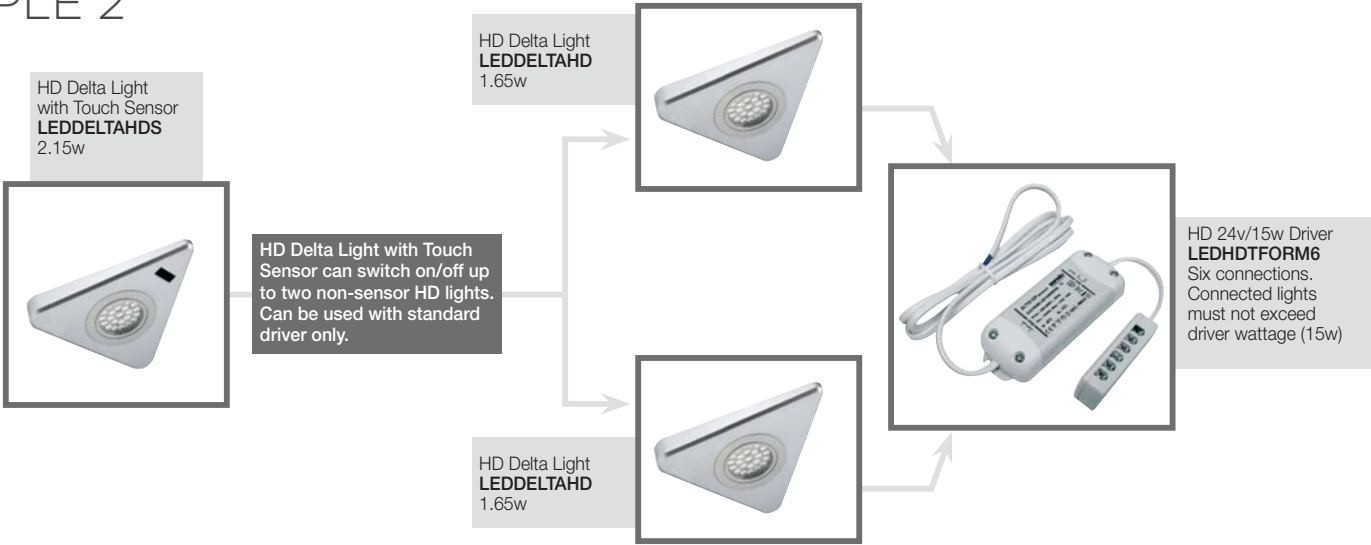 PLE 2
HD Delta Light
with Touch Sensor
LEDDELTAHDS
2.15w
HD Delta Light with Touch
Sensor can switch on/off up
to two non-sensor HD lights.
Can be used with standard
driver only.
HD Delta Light
LEDDELTAHD
1.65w
HD Delta Light
LEDDELTAHD
1.65w
HD 24v/15w Driver
LEDHDTFORM6
Six connections.
Connected lights
must not exceed
driver wattage (15w)